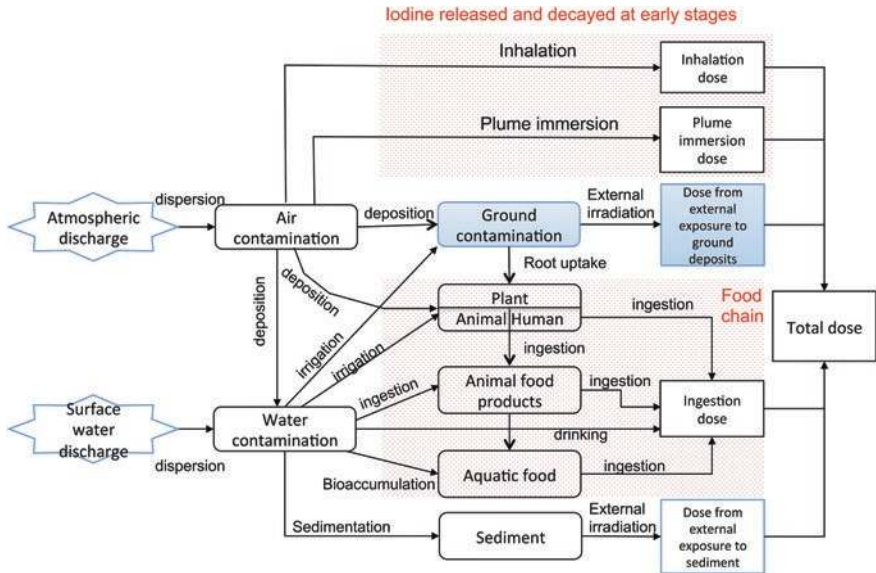 Iodine released and decayed at early stages
Inhalation
Inhalation
dose
Plume immersion
Plume
immersion
dose
dispersion
Atmospheric
discharge
Air
contamination
deposition
Ground
contamination
External
irradiation
Dose from
external
exposure to
ground
deposits
Root uptake
deposition
deposition
Plant
Animal Human
ingestion
Food
chain
Total dose
irrigation
irrigation
ingestion
ingestion
Animal food
products
ingestion
Ingestion
dose
Surface
water
discharge
dispersion
Water
contamination
drinking
Bioaccumulation
Aquatic food
ingestion
Sedimentation
Sediment
External
irradiation
Dose from
external
exposure to
sediment